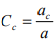 C_c = a_c / a